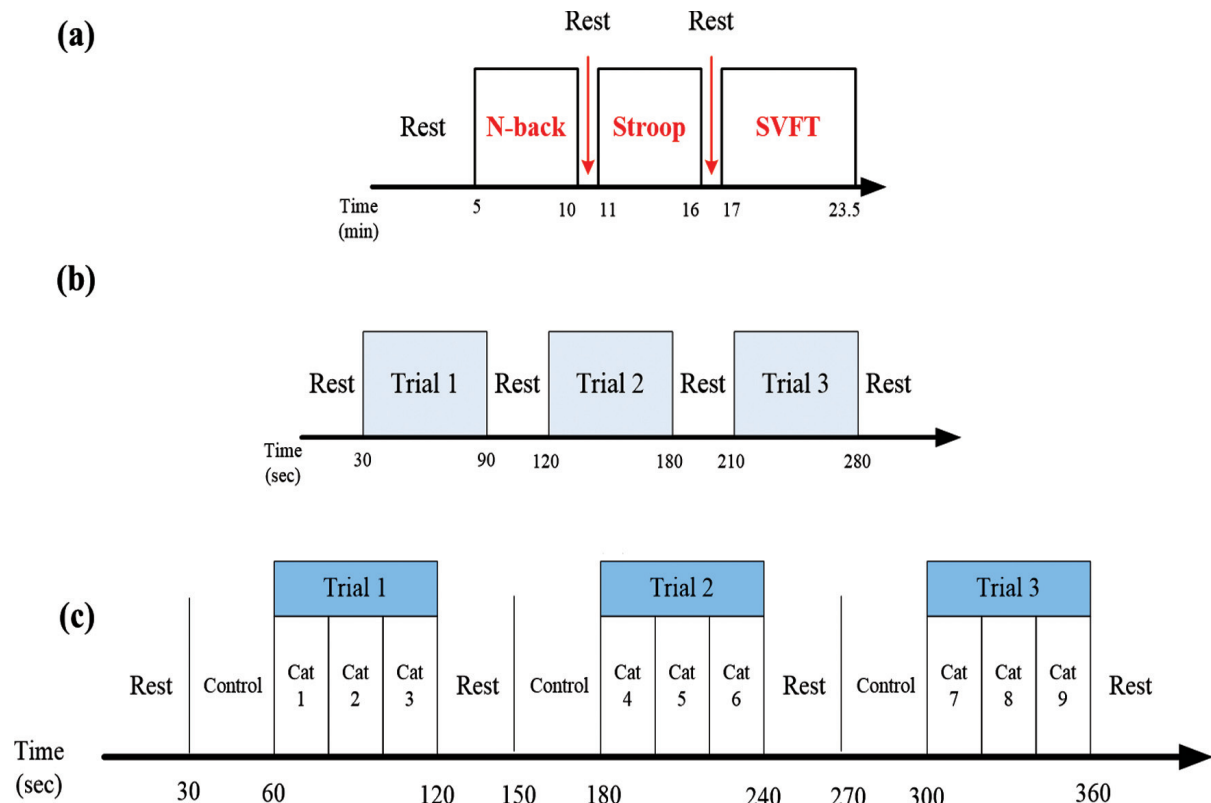 (a)
Rest Rest
Rest N-back Stroop SVFT
Time
(min)
5 10 11 16 17 23.5
(b)
Rest Trial 1 Rest Trial 2 Rest Trial 3 Rest
Time
(sec)
30 90 120 180 210 280
(c)
Trial 1 Trial 2 Trial 3
Rest Control Cat Cat Cat Rest Control Cat Cat Cat Rest Control Cat Cat Cat Rest
1 2 3 4 5 6 7 8 9
Time
(sec)
30 60 120 150 180 240 270 300 360